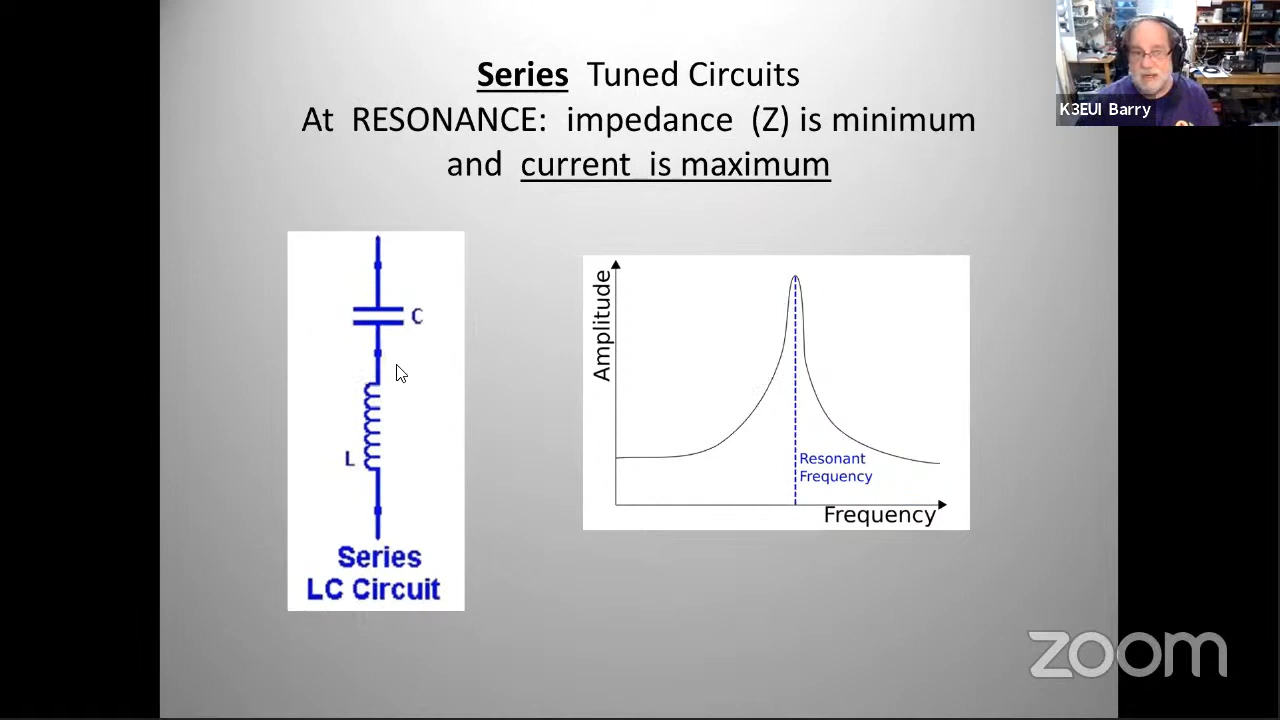 Series Tuned Circuits
At RESONANCE: impedance (Z) is minimum
and current is maximum
K3EUI Barry
C
L
Series
LC Circuit
Amplitude
Resonant
Frequency
Frequency
zoom